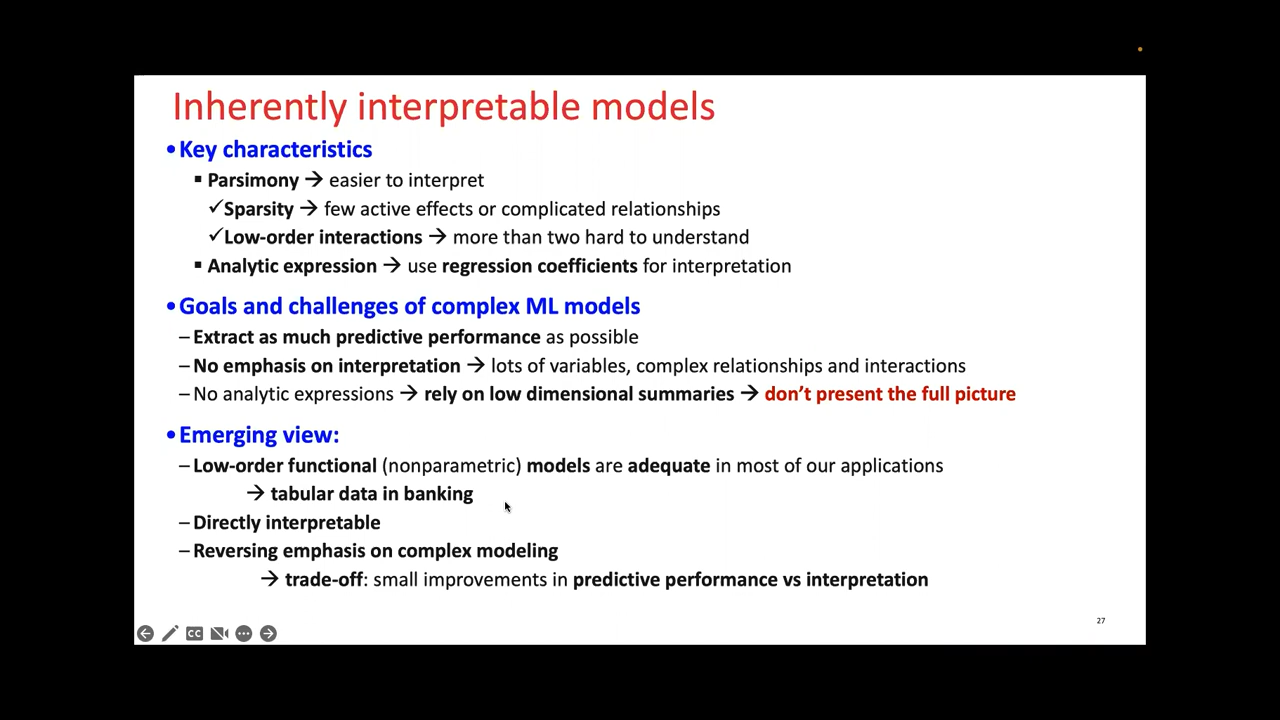 Inherently interpretable models
•Key characteristics
▪ Parsimony → easier to interpret
✓Sparsity → few active effects or complicated relationships
✓Low-order interactions → more than two hard to understand
▪ Analytic expression → use regression coefficients for interpretation
•Goals and challenges of complex ML models
–Extract as much predictive performance as possible
–No emphasis on interpretation → lots of variables, complex relationships and interactions
–No analytic expressions → rely on low dimensional summaries → don’t present the full picture
•Emerging view:
–Low-order functional (nonparametric) models are adequate in most of our applications
→ tabular data in banking
–Directly interpretable
–Reversing emphasis on complex modeling
→ trade-off: small improvements in predictive performance vs interpretation
27
CC